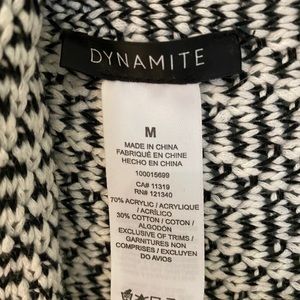 DYNAMITE
M
MADE IN CHINA
FABRIQUÉ EN CHINE
HECHO EN CHINA
100015699
CA# 11319
RN# 121340
70% ACRYLIC / ACRYLIQUE
/ ACRÍLICO
30% COTTON / COTON /
ALGODÓN
EXCLUSIVE OF TRIMS /
GARNITURES NON
COMPRISES / EXCLUYEN
DO AVIOS